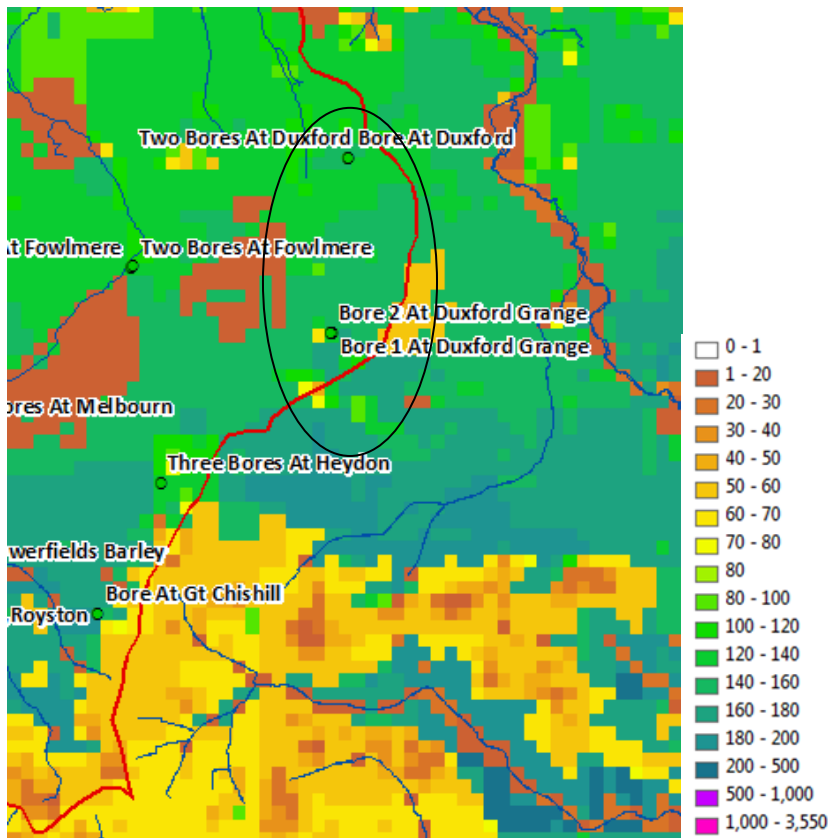 Two Bores At Duxford Bore At Duxford
At Fowlmere Two Bores At Fowlmere
Bore 2 At Duxford Grange
Bore 1 At Duxford Grange
ores At Melbourn
Three Bores At Heydon
werfields Barley
Bore At Gt Chishill
Royston
0 - 1
1 - 20
20 - 30
30 - 40
40 - 50
50 - 60
60 - 70
70 - 80
80
80 - 100
100 - 120
120 - 140
140 - 160
160 - 180
180 - 200
200 - 500
500 - 1,000
1,000 - 3,550